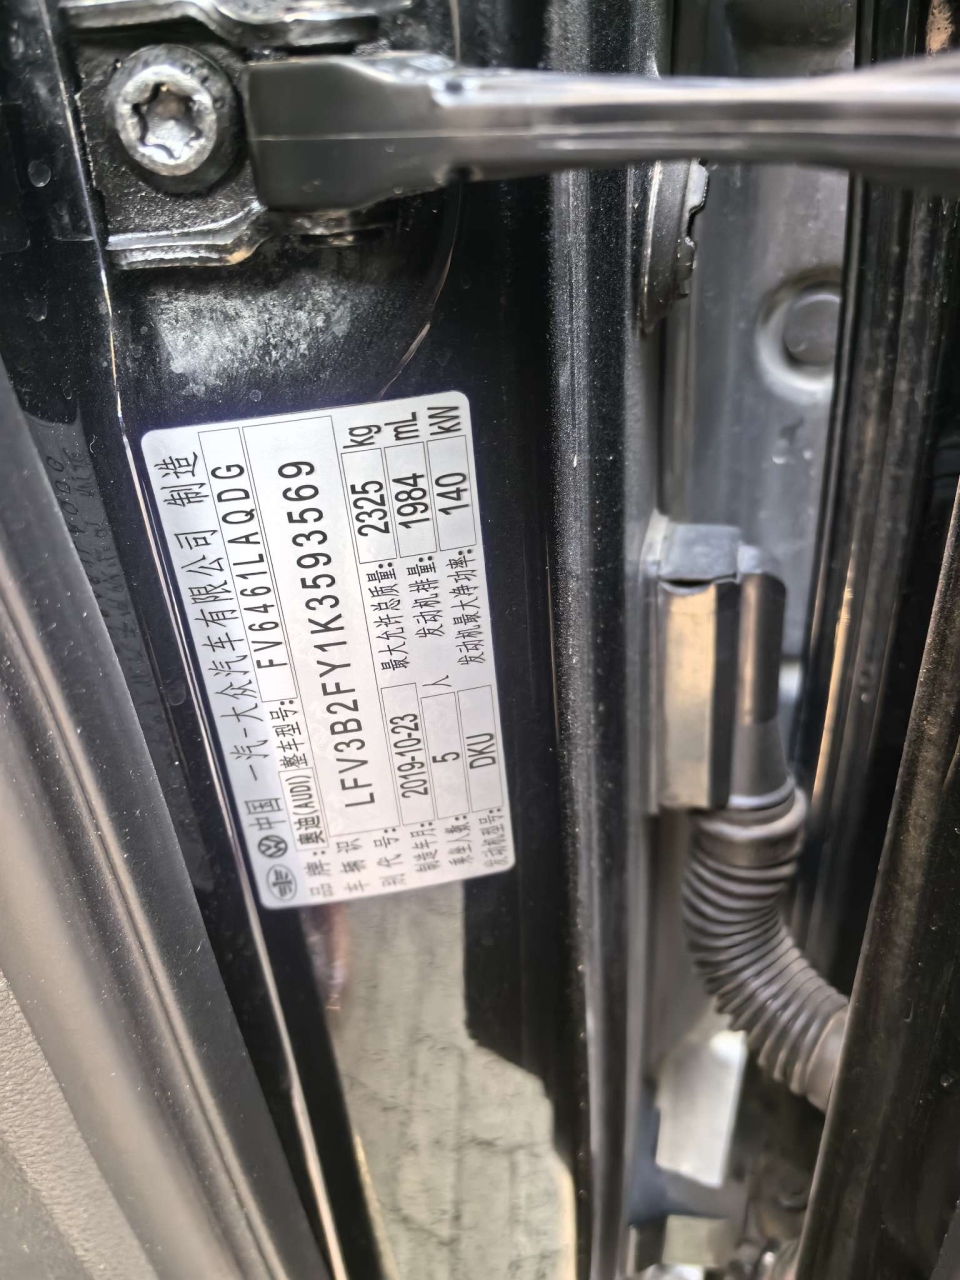 中国一汽-大众汽车有限公司 制造
品牌: 奥迪(AUDI) 整车型号: FV6461LAQDG
车辆识别代号: LFV3B2FY1K3593569
制造年月: 2019-10-23 最大允许总质量: 2325 kg
乘坐人数: 5 人 发动机排量: 1984 mL
发动机型号: DKU 发动机最大净功率: 140 kW